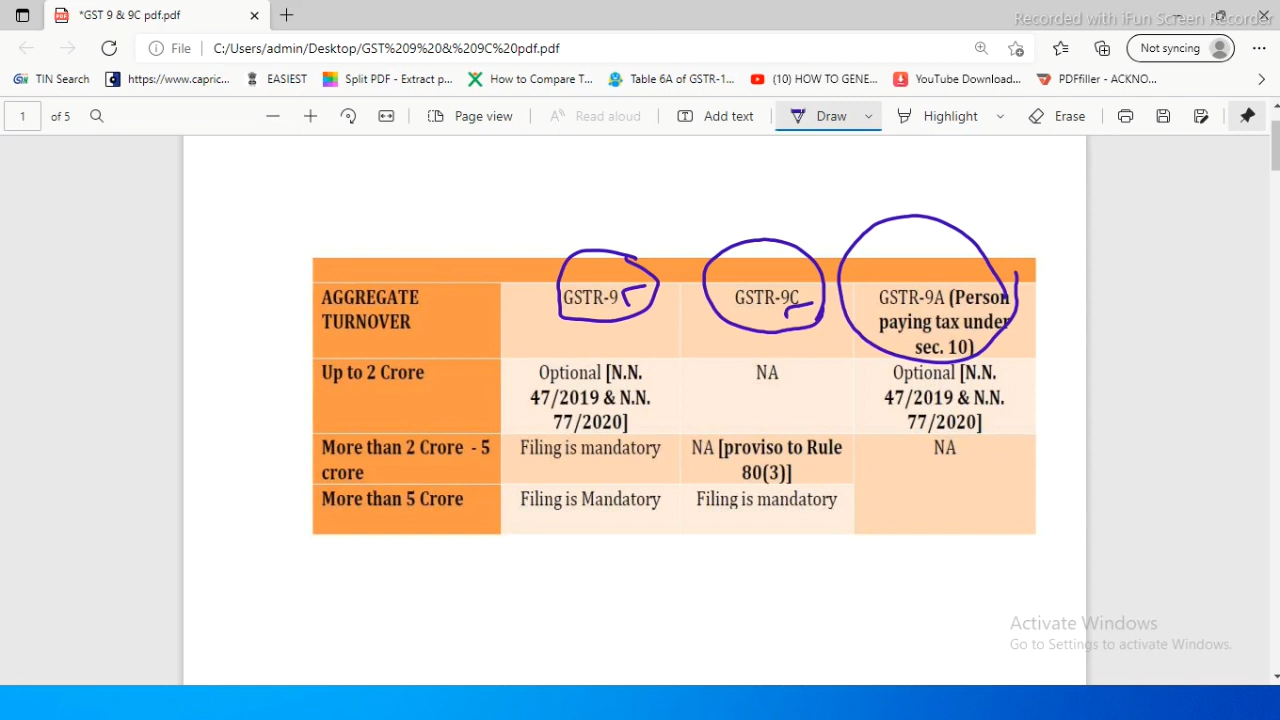 *GST 9 & 9C pdf.pdf
Recorded with iFun Screen Recorder
File C:/Users/admin/Desktop/GST%209%20&%209C%20pdf.pdf
Not syncing
TIN Search https://www.capric... EASIEST Split PDF - Extract p... How to Compare T... Table 6A of GSTR-1... (10) HOW TO GENE... YouTube Download... PDFfiller - ACKNO...
1 of 5 Page view Read aloud Add text Draw Highlight Erase
AGGREGATE TURNOVER
GSTR-9
GSTR-9C
GSTR-9A (Person
paying tax under
sec. 10)
Up to 2 Crore
Optional [N.N.
47/2019 & N.N.
77/2020]
NA
Optional [N.N.
47/2019 & N.N.
77/2020]
More than 2 Crore - 5
crore
Filing is mandatory
NA [proviso to Rule
80(3)]
NA
More than 5 Crore
Filing is Mandatory
Filing is mandatory
Activate Windows
Go to Settings to activate Windows.